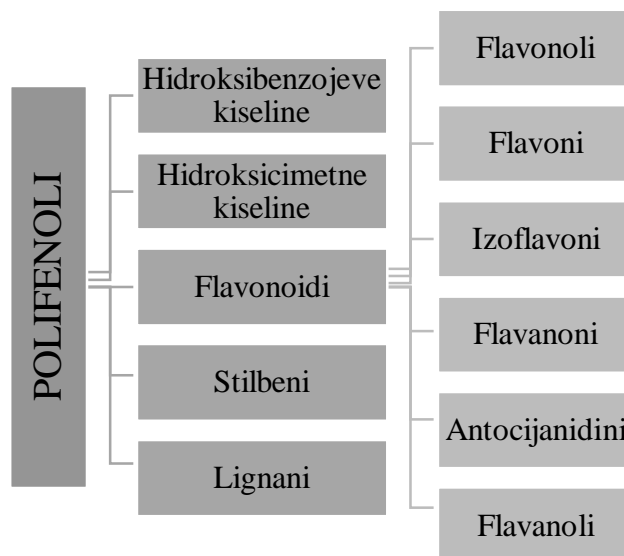 POLIFENOLI
Hidroksibenzojeve
kiseline
Hidroksicimetne
kiseline
Flavonoidi
Stilbeni
Lignani
Flavonoli
Flavoni
Izoflavoni
Flavanoni
Antocijanidini
Flavanoli